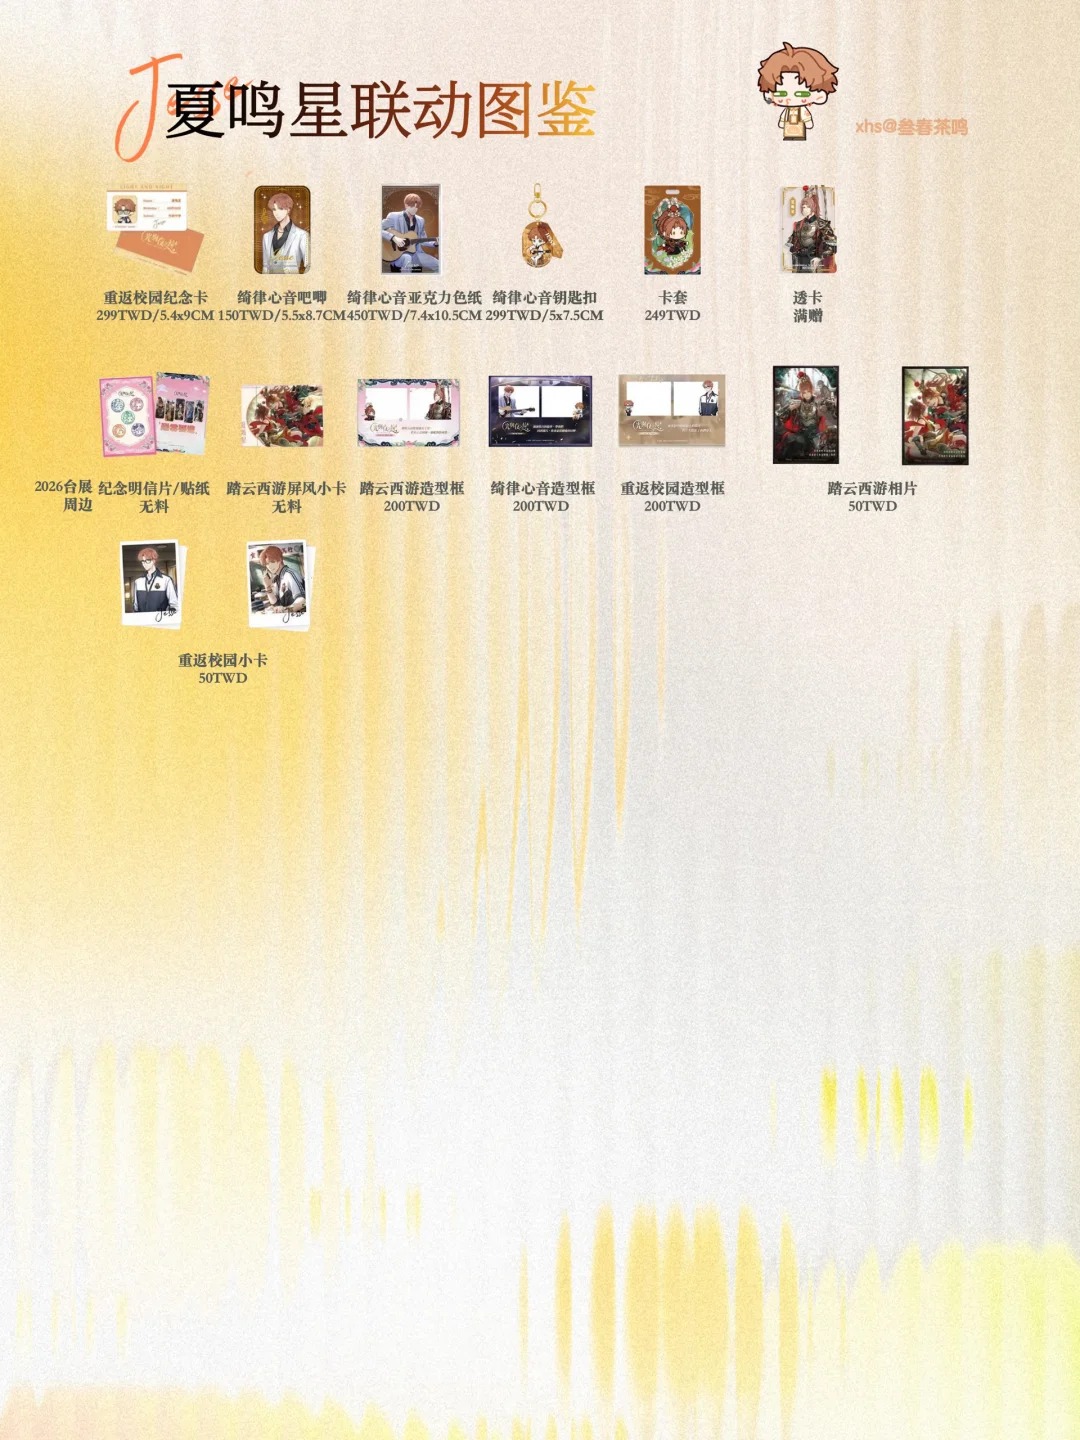 Jesse
夏鸣星联动图鉴
xhs@叁春茶鸣
重返校园纪念卡
299TWD/5.4x9CM
绮律心音吧唧
150TWD/5.5x8.7CM
绮律心音亚克力色纸
450TWD/7.4x10.5CM
绮律心音钥匙扣
299TWD/5x7.5CM
卡套
249TWD
透卡
满赠
2026台展
周边
纪念明信片/贴纸
无料
踏云西游屏风小卡
无料
踏云西游造型框
200TWD
绮律心音造型框
200TWD
重返校园造型框
200TWD
踏云西游相片
50TWD
Jesse
Jesse
重返校园小卡
50TWD